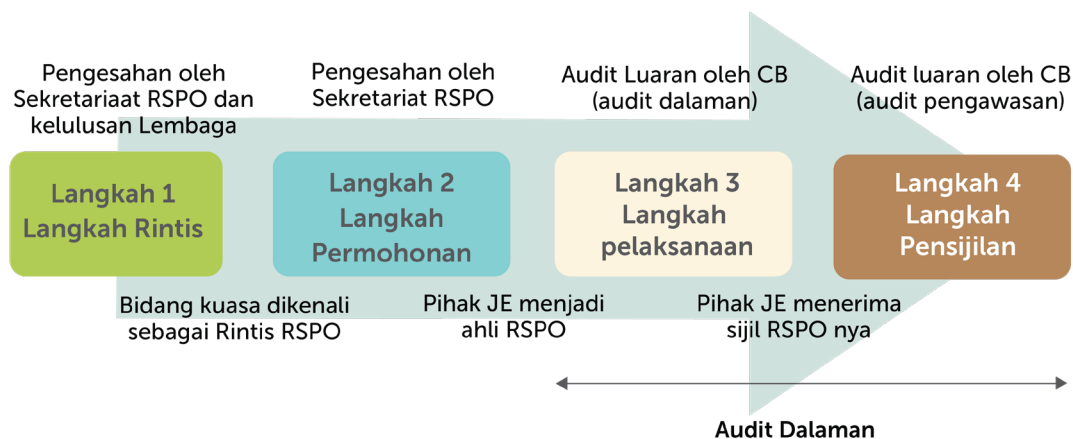 Pengesahan oleh
Sekretariaat RSPO dan
kelulusan Lembaga
Pengesahan oleh
Sekretariat RSPO
Audit Luaran oleh CB
(audit dalaman)
Audit luaran oleh CB
(audit pengawasan)
Langkah 1
Langkah Rintis
Langkah 2
Langkah
Permohonan
Langkah 3
Langkah
pelaksanaan
Langkah 4
Langkah
Pensijilan
Bidang kuasa dikenali
sebagai Rintis RSPO
Pihak JE menjadi
ahli RSPO
Pihak JE menerima
sijil RSPO nya
Audit Dalaman